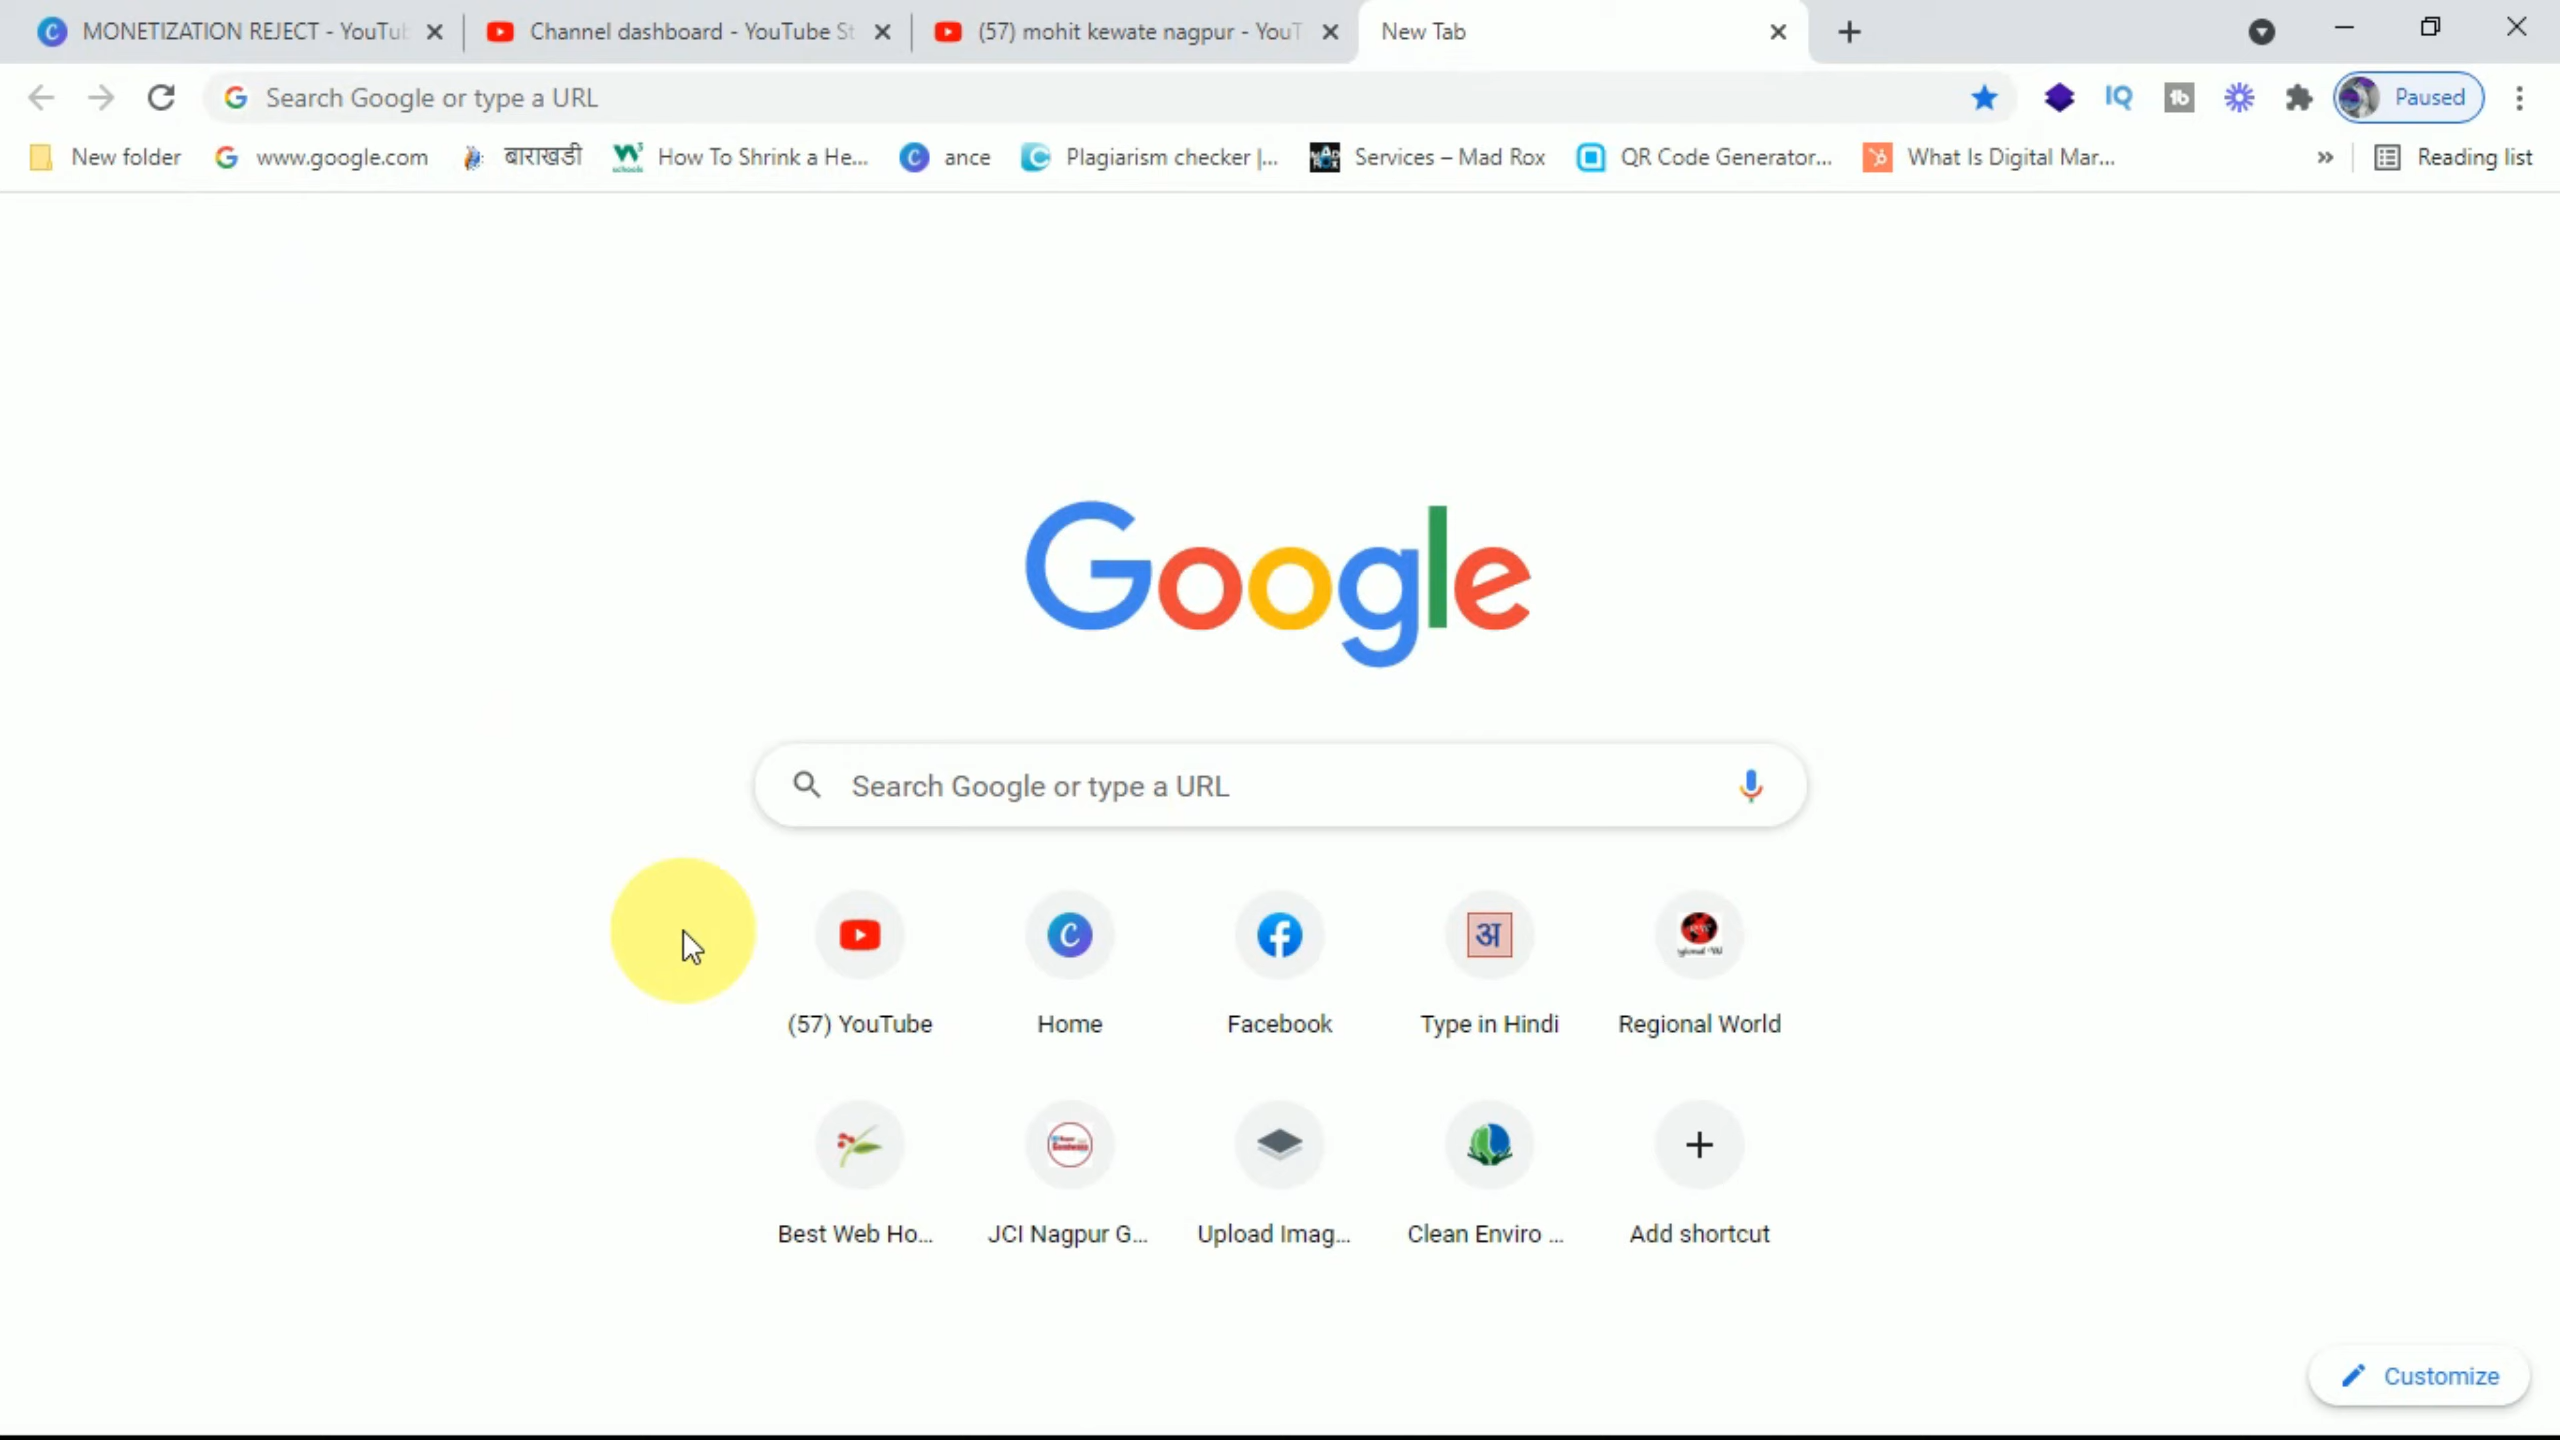 MONETIZATION REJECT - YouTub
Channel dashboard - YouTube St
(57) mohit kewate nagpur - YouT
New Tab
Search Google or type a URL
Paused
New folder
www.google.com
बाराखडी
How To Shrink a He...
ance
Plagiarism checker |...
Services – Mad Rox
QR Code Generator...
What Is Digital Mar...
»
Reading list
Google
Search Google or type a URL
(57) YouTube
Home
Facebook
Type in Hindi
Regional World
Best Web Ho...
JCI Nagpur G...
Upload Imag...
Clean Enviro ...
Add shortcut
Customize